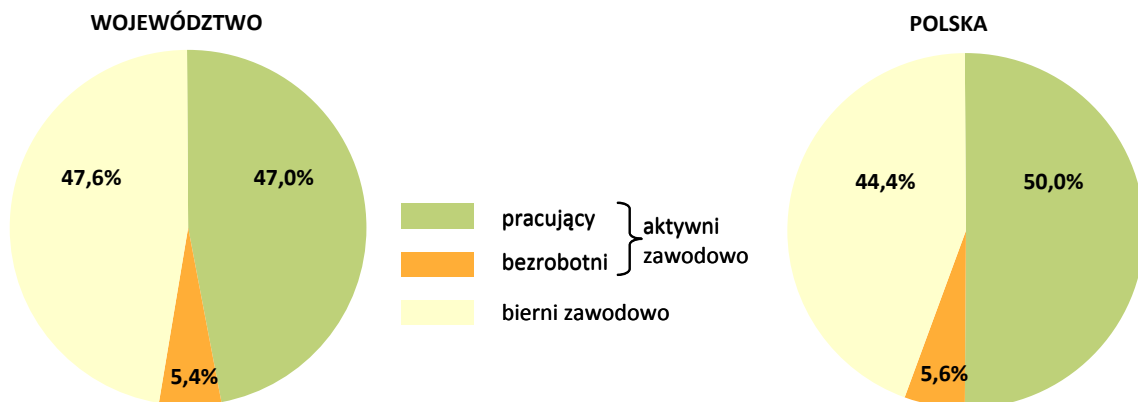 WOJEWÓDZTWO
POLSKA
47,6%
47,0%
5,4%
pracujący
bezrobotni
aktywni
zawodowo
bierni zawodowo
44,4%
50,0%
5,6%